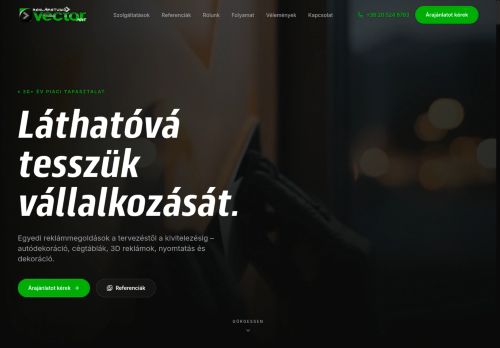 REKLÁMSTÚDIÓ
vector
Szolgáltatások
Referenciák
Rólunk
Folyamat
Vélemények
Kapcsolat
Árajánlatot kérek
30+ ÉV PIACI TAPASZTALAT
Láthatóvá
tesszük
vállalkozását.
Egyedi reklámmegoldások a tervezéstől a kivitelezésig –
autódekoráció, cégtáblák, 3D reklámok, nyomtatás és
dekoráció.
Árajánlatot kérek →
Referenciák
GÖRGESSEN